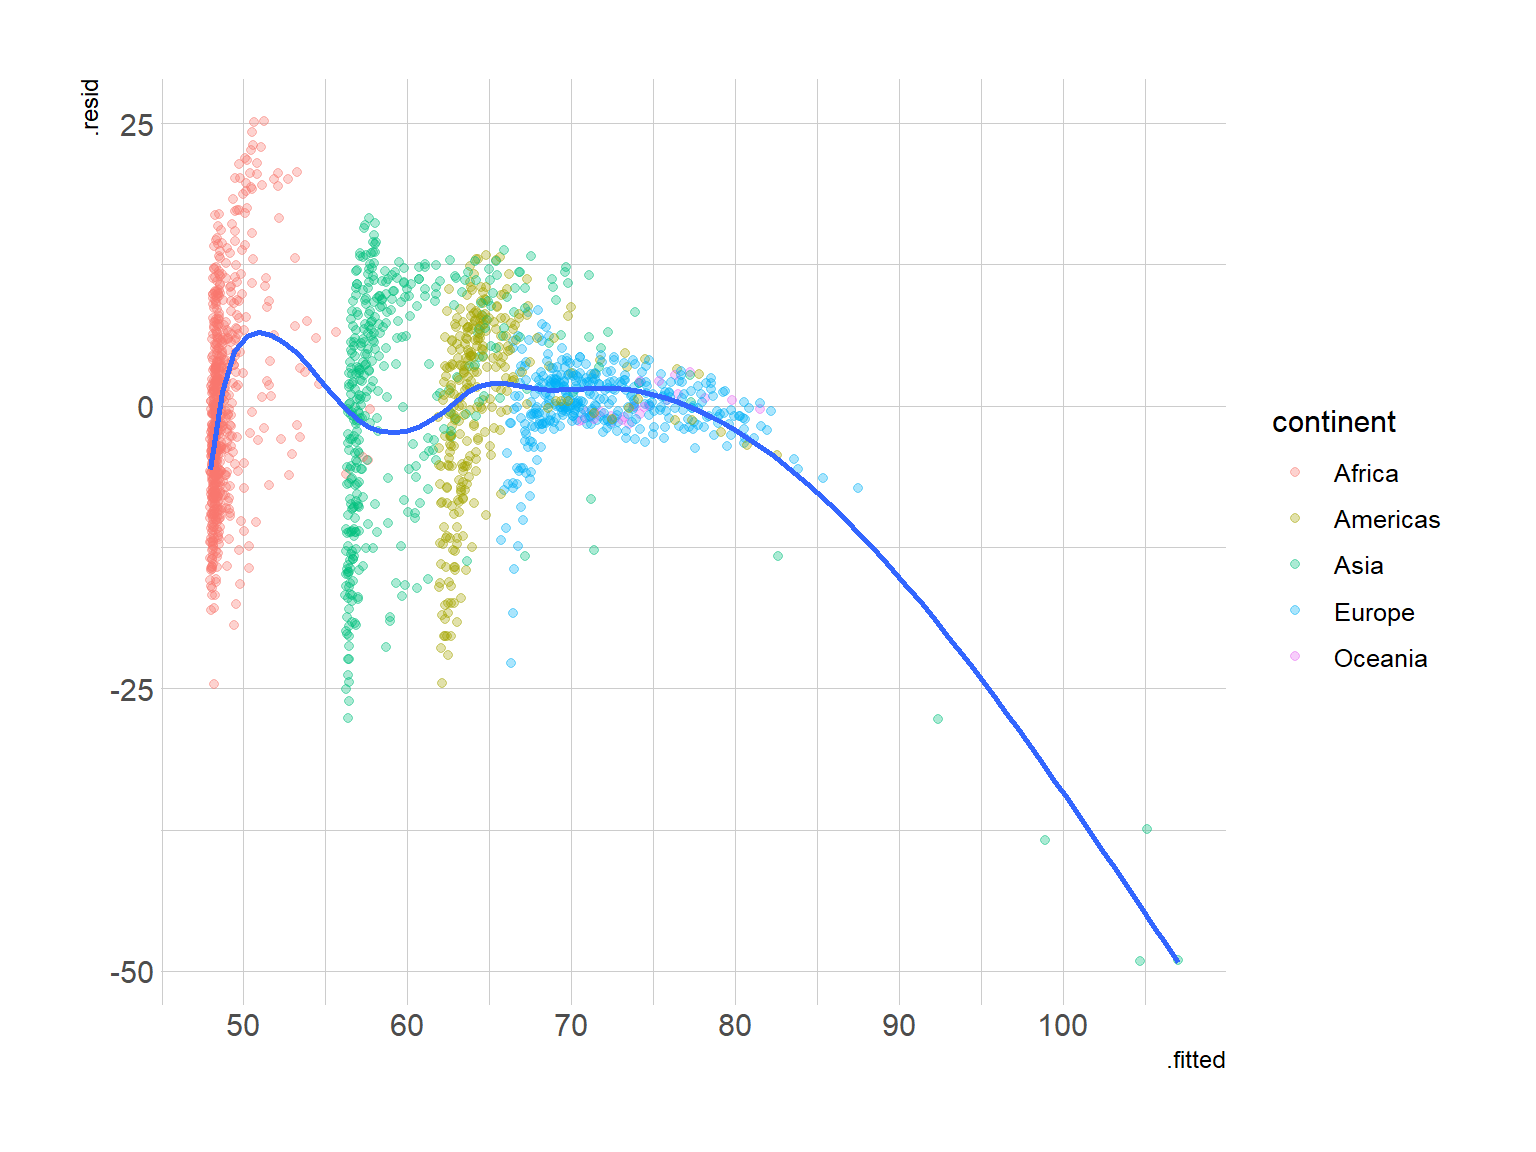 .resid
25
0
-25
-50
50 60 70 80 90 100
.fitted
continent
Africa
Americas
Asia
Europe
Oceania